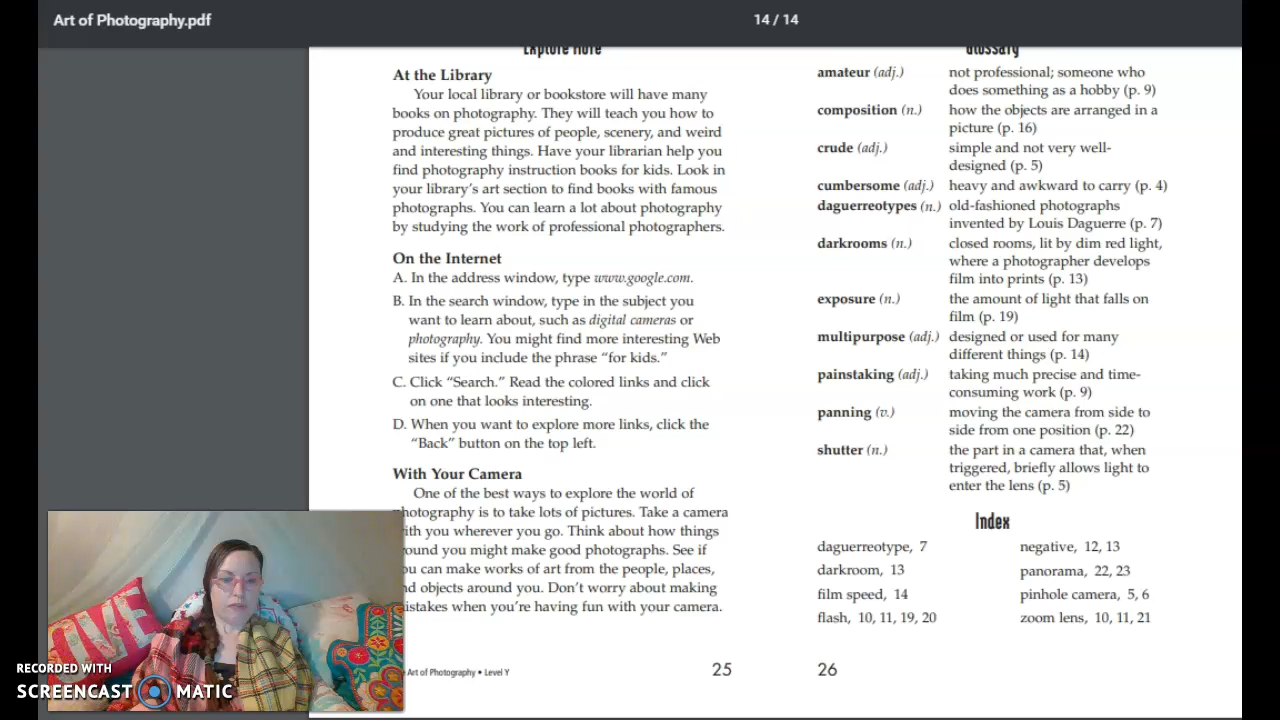 Art of Photography.pdf
14 / 14
Explore More
At the Library
Your local library or bookstore will have many
books on photography. They will teach you how to
produce great pictures of people, scenery, and weird
and interesting things. Have your librarian help you
find photography instruction books for kids. Look in
your library's art section to find books with famous
photographs. You can learn a lot about photography
by studying the work of professional photographers.
On the Internet
A. In the address window, type www.google.com.
B. In the search window, type in the subject you
want to learn about, such as digital cameras or
photography. You might find more interesting Web
sites if you include the phrase “for kids.”
C. Click “Search.” Read the colored links and click
on one that looks interesting.
D. When you want to explore more links, click the
“Back” button on the top left.
With Your Camera
One of the best ways to explore the world of
photography is to take lots of pictures. Take a camera
with you wherever you go. Think about how things
around you might make good photographs. See if
you can make works of art from the people, places,
and objects around you. Don't worry about making
mistakes when you're having fun with your camera.
Art of Photography • Level Y
25
Glossary
amateur (adj.) not professional; someone who
does something as a hobby (p. 9)
composition (n.) how the objects are arranged in a
picture (p. 16)
crude (adj.) simple and not very well-
designed (p. 5)
cumbersome (adj.) heavy and awkward to carry (p. 4)
daguerreotypes (n.) old-fashioned photographs
invented by Louis Daguerre (p. 7)
darkrooms (n.) closed rooms, lit by dim red light,
where a photographer develops
film into prints (p. 13)
exposure (n.) the amount of light that falls on
film (p. 19)
multipurpose (adj.) designed or used for many
different things (p. 14)
painstaking (adj.) taking much precise and time-
consuming work (p. 9)
panning (v.) moving the camera from side to
side from one position (p. 22)
shutter (n.) the part in a camera that, when
triggered, briefly allows light to
enter the lens (p. 5)
Index
daguerreotype, 7
darkroom, 13
film speed, 14
flash, 10, 11, 19, 20
negative, 12, 13
panorama, 22, 23
pinhole camera, 5, 6
zoom lens, 10, 11, 21
26
RECORDED WITH
SCREENCAST MATIC